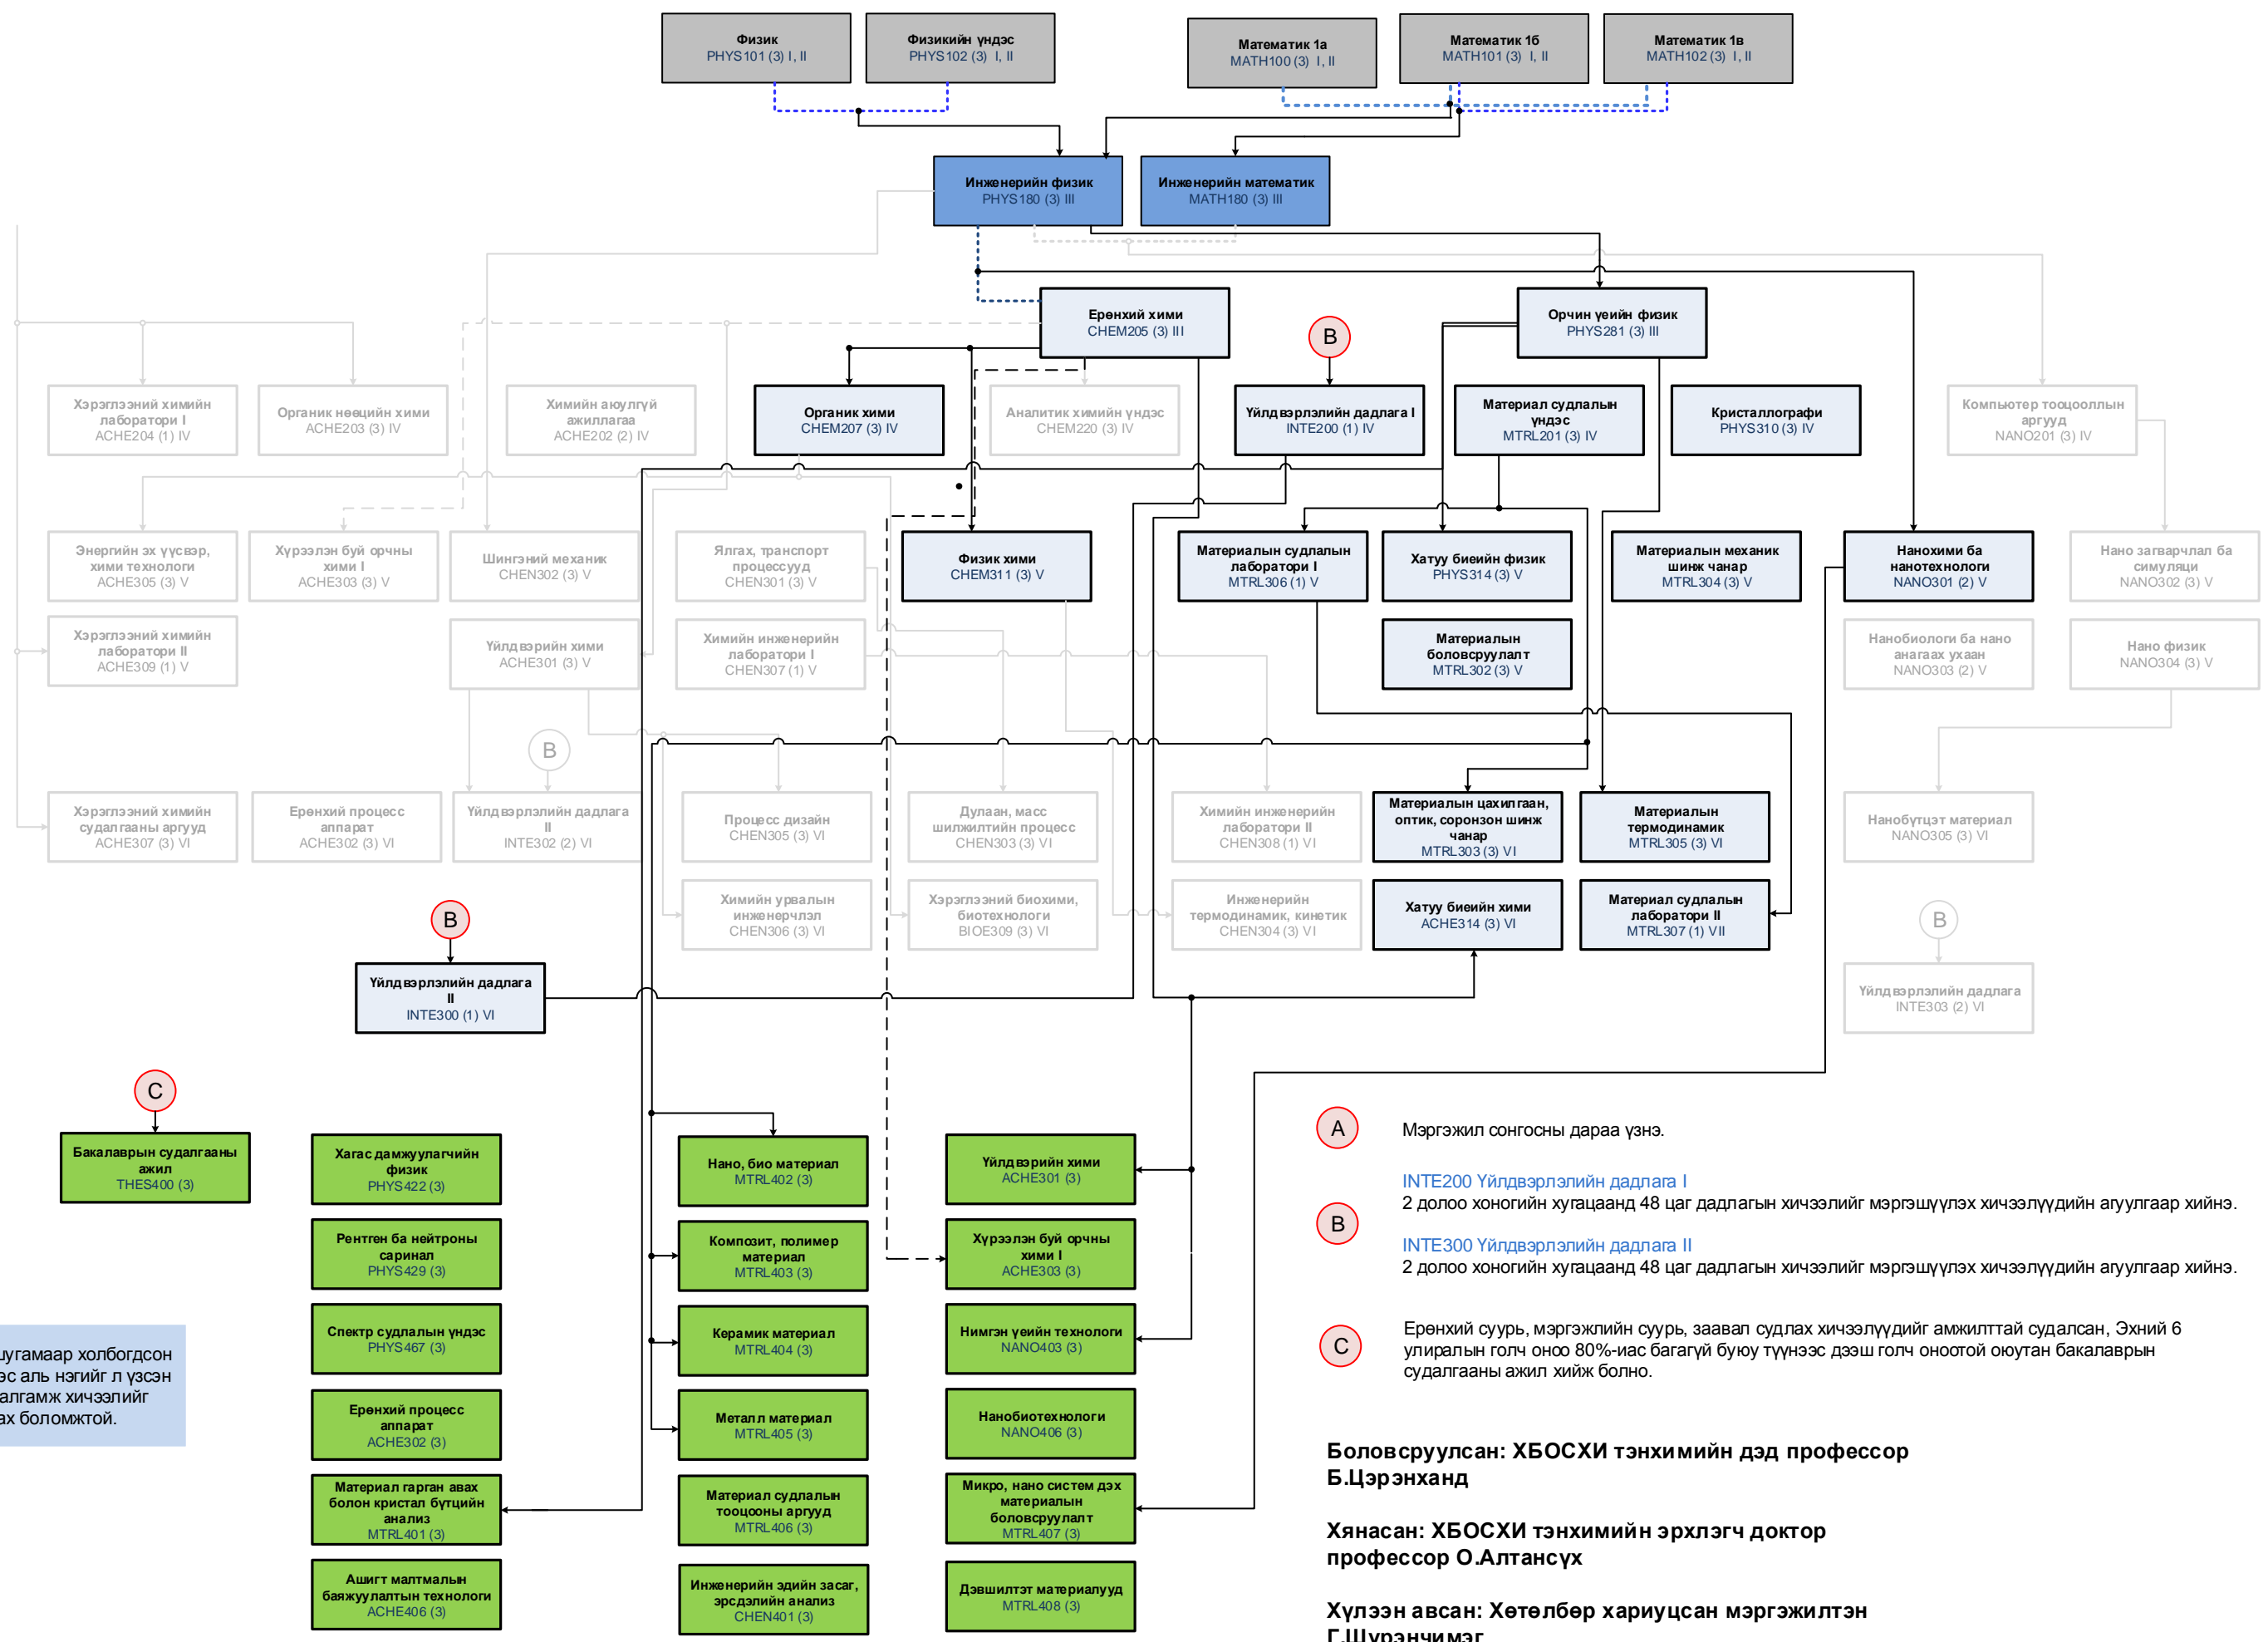 Физик
PHYS101 (3) I, II
Физикийн үндэс
PHYS102 (3) I, II
Математик 1а
MATH100 (3) I, II
Математик 1б
MATH101 (3) I, II
Математик 1в
MATH102 (3) I, II
Инженерийн физик
PHYS180 (3) III
Инженерийн математик
MATH180 (3) III
Ерөнхий хими
CHEM205 (3) III
B
Орчин үеийн физик
PHYS281 (3) III
Хэрэглээний химийн
лаборатори I
ACHE204 (1) IV
Органик нөөцийн хими
ACHE203 (3) IV
Химийн аюулгүй
ажиллагаа
ACHE202 (2) IV
Органик хими
CHEM207 (3) IV
Аналитик химийн үндэс
CHEM220 (3) IV
Үйлдвэрлэлийн дадлага I
INTE200 (1) IV
Материал судлалын
үндэс
MTRL201 (3) IV
Кристаллографи
PHYS310 (3) IV
Компьютер тооцооллын
аргууд
NANO201 (3) IV
Энергийн эх үүсвэр,
хими технологи
ACHE305 (3) V
Хүрээлэн буй орчны
хими I
ACHE303 (3) V
Шингэний механик
CHEN302 (3) V
Ялгах, транспорт
процессууд
CHEN301 (3) V
Физик хими
CHEM311 (3) V
Материалын судлалын
лаборатори I
MTRL306 (1) V
Хатуу биеийн физик
PHYS314 (3) V
Материалын механик
шинж чанар
MTRL304 (3) V
Нанохими ба
нанотехнологи
NANO301 (2) V
Нано загварчлал ба
симуляци
NANO302 (3) V
Хэрэглээний химийн
лаборатори II
ACHE309 (1) V
Үйлдвэрийн хими
ACHE301 (3) V
Химийн инженерийн
лаборатори I
CHEN307 (1) V
Материалын
боловсруулалт
MTRL302 (3) V
Нанобиологи ба нано
анагаах ухаан
NANO303 (2) V
Нано физик
NANO304 (3) V
B
Хэрэглээний химийн
судалгааны аргууд
ACHE307 (3) VI
Ерөнхий процесс
аппарат
ACHE302 (3) VI
Үйлдвэрлэлийн дадлага
II
INTE302 (2) VI
Процесс дизайн
CHEN305 (3) VI
Дулаан, масс
шилжилтийн процесс
CHEN303 (3) VI
Химийн инженерийн
лаборатори II
CHEN308 (1) VI
Материалын цахилгаан,
оптик, соронзон шинж
чанар
MTRL303 (3) VI
Материалын
термодинамик
MTRL305 (3) VI
Нанобүтцэт материал
NANO305 (3) VI
B
Химийн урвалын
инженерчлэл
CHEN306 (3) VI
Хэрэглээний биохими,
биотехнологи
BIOE309 (3) VI
Инженерийн
термодинамик, кинетик
CHEN304 (3) VI
Хатуу биеийн хими
ACHE314 (3) VI
Материал судлалын
лаборатори II
MTRL307 (1) VII
B
Үйлдвэрлэлийн дадлага
II
INTE300 (1) VI
Үйлдвэрлэлийн дадлага
INTE303 (2) VI
C
Бакалаврын судалгааны
ажил
THES400 (3)
Хагас дамжуулагчийн
физик
PHYS422 (3)
Нано, био материал
MTRL402 (3)
Үйлдвэрийн хими
ACHE301 (3)
Рентген ба нейтроны
саринал
PHYS429 (3)
Композит, полимер
материал
MTRL403 (3)
Хүрээлэн буй орчны
хими I
ACHE303 (3)
Спектр судлалын үндэс
PHYS467 (3)
Керамик материал
MTRL404 (3)
Нимгэн үеийн технологи
NANO403 (3)
Ерөнхий процесс
аппарат
ACHE302 (3)
Металл материал
MTRL405 (3)
Нанобиотехнологи
NANO406 (3)
Материал гарган авах
болон кристал бүтцийн
анализ
MTRL401 (3)
Материал судлалын
тооцооны аргууд
MTRL406 (3)
Микро, нано систем дэх
материалын
боловсруулалт
MTRL407 (3)
Ашигт малтмалын
баяжуулалтын технологи
ACHE406 (3)
Инженерийн эдийн засаг,
эрсдэлийн анализ
CHEN401 (3)
Дэвшилтэт материалууд
MTRL408 (3)
шугамаар холбогдсон
эс аль нэгийг л үзсэн
алгамж хичээлийг
ах боломжтой.
A
Мэргэжил сонгосны дараа үзнэ.
B
INTE200 Үйлдвэрлэлийн дадлага I
2 долоо хоногийн хугацаанд 48 цаг дадлагын хичээлийг мэргэшүүлэх хичээлүүдийн агуулгаар хийнэ.
INTE300 Үйлдвэрлэлийн дадлага II
2 долоо хоногийн хугацаанд 48 цаг дадлагын хичээлийг мэргэшүүлэх хичээлүүдийн агуулгаар хийнэ.
C
Ерөнхий суурь, мэргэжлийн суурь, заавал судлах хичээлүүдийг амжилттай судалсан, Эхний 6
улиралын голч оноо 80%-иас багагүй буюу түүнээс дээш голч оноотой оюутан бакалаврын
судалгааны ажил хийж болно.
Боловсруулсан: ХБОСХИ тэнхимийн дэд профессор
Б.Цэрэнханд
Хянасан: ХБОСХИ тэнхимийн эрхлэгч доктор
профессор О.Алтансүх
Хүлээн авсан: Хөтөлбөр хариуцсан мэргэжилтэн
Г.Шүрэнчимэг